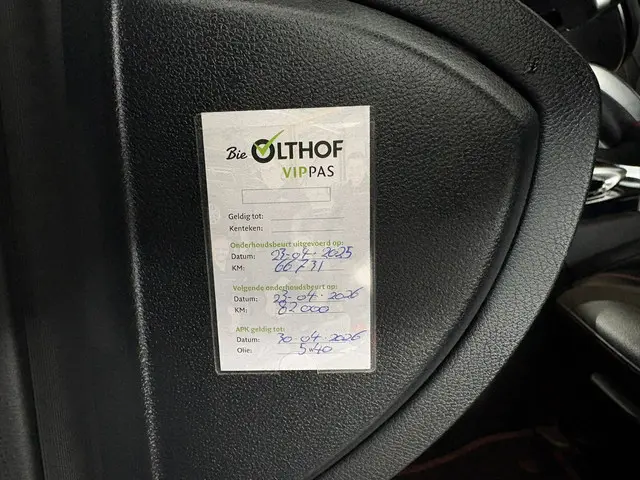 Bie OLTHOF
VIPPAS
Geldig tot:
Kenteken:
Onderhoudsbeurt uitgevoerd op:
Datum: 23-04-2025
KM: 66731
Volgende onderhoudsbeurt op:
Datum: 23-04-2026
KM: 82000
APK geldig tot:
Datum: 30-04-2026
Olie: 5w40